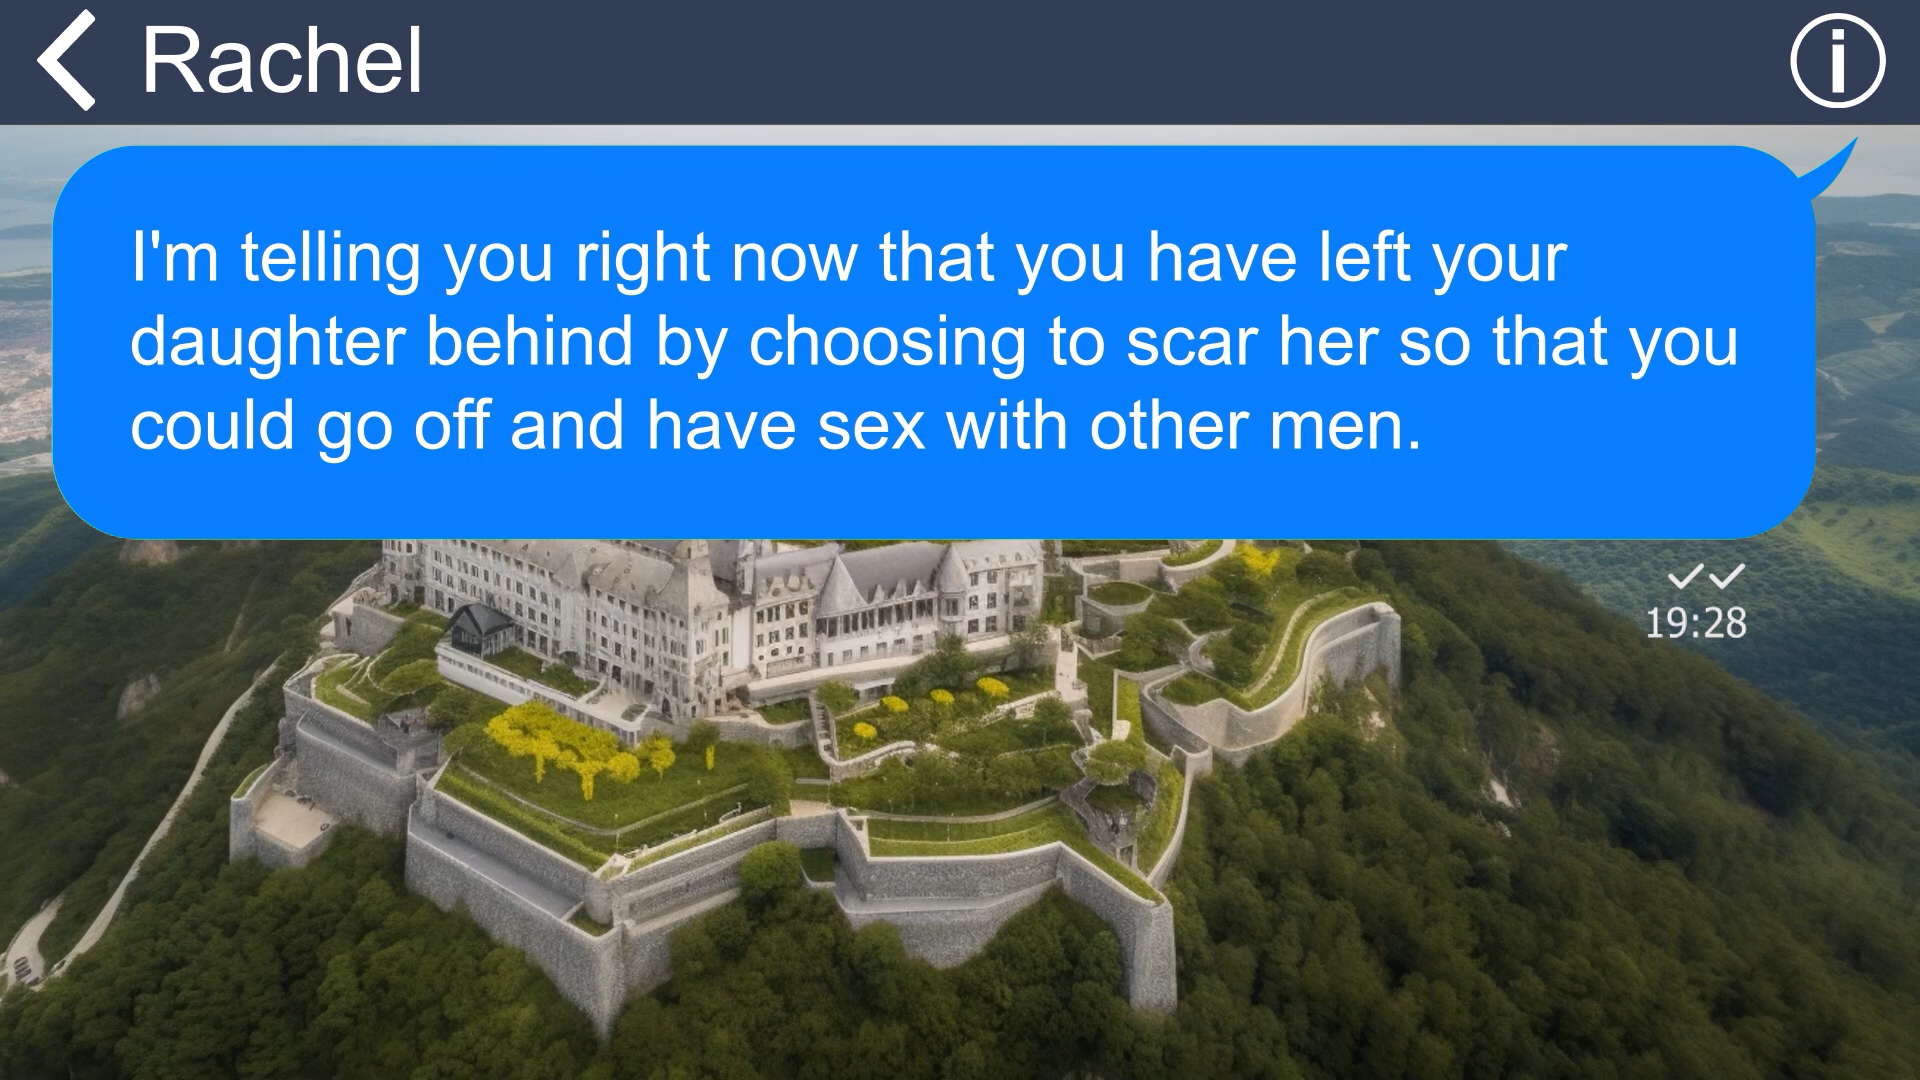 Rachel
I'm telling you right now that you have left your
daughter behind by choosing to scar her so that you
could go off and have sex with other men.
19:28